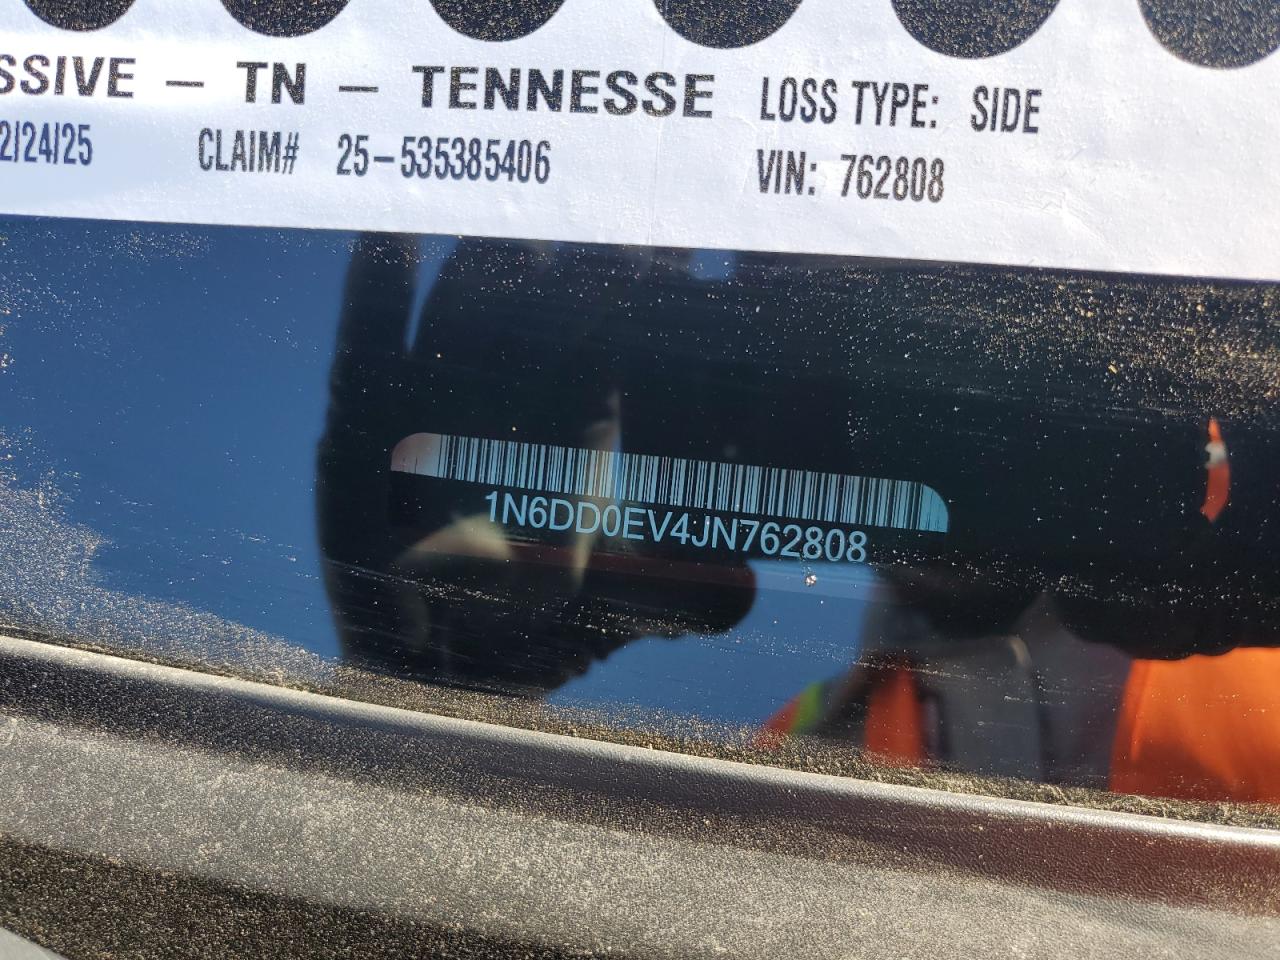 SSIVE — TN — TENNESSE LOSS TYPE: SIDE
2/24/25 CLAIM# 25-535385406 VIN: 762808
1N6DD0EV4JN762808